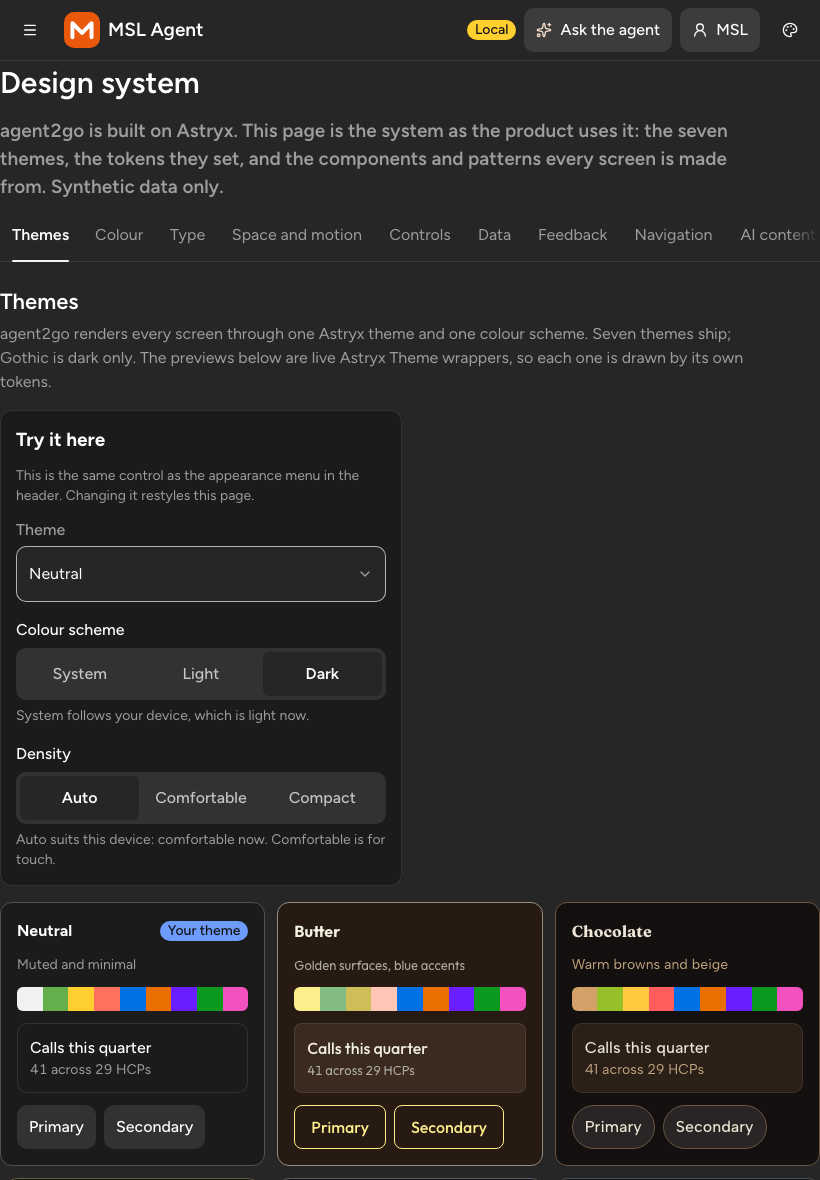 MSL Agent
Local
Ask the agent
MSL
Design system
agent2go is built on Astryx. This page is the system as the product uses it: the seven
themes, the tokens they set, and the components and patterns every screen is made
from. Synthetic data only.
Themes
Colour
Type
Space and motion
Controls
Data
Feedback
Navigation
AI content
Themes
agent2go renders every screen through one Astryx theme and one colour scheme. Seven themes ship;
Gothic is dark only. The previews below are live Astryx Theme wrappers, so each one is drawn by its own
tokens.
Try it here
This is the same control as the appearance menu in the
header. Changing it restyles this page.
Theme
Neutral
Colour scheme
System
Light
Dark
System follows your device, which is light now.
Density
Auto
Comfortable
Compact
Auto suits this device: comfortable now. Comfortable is for
touch.
Neutral
Your theme
Muted and minimal
Calls this quarter
41 across 29 HCPs
Primary
Secondary
Butter
Golden surfaces, blue accents
Calls this quarter
41 across 29 HCPs
Primary
Secondary
Chocolate
Warm browns and beige
Calls this quarter
41 across 29 HCPs
Primary
Secondary